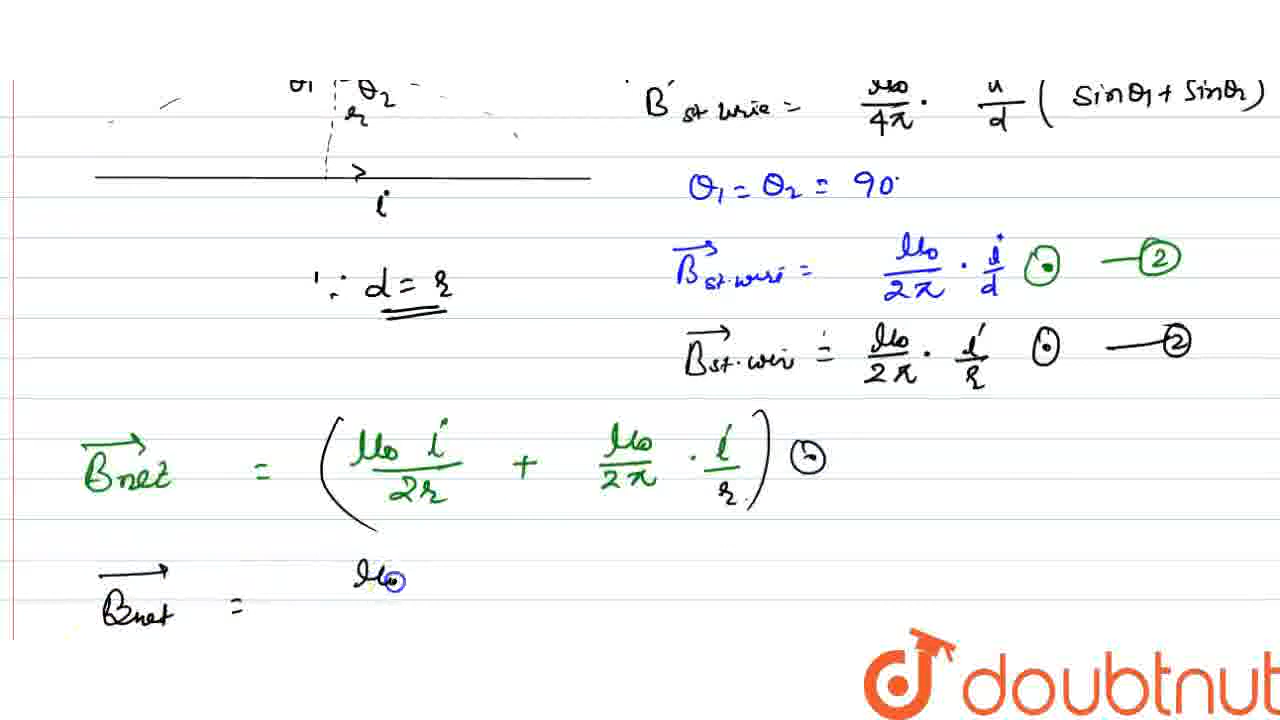 θ₁ θ₂
r
B st. wire = μ₀/4π · i/d ( Sinθ₁ + Sinθ₂ )
i
θ₁ = θ₂ = 90°
B⃗ st. wire = μ₀/2π · i/d ⊙ — ②
∵ d = r
B⃗ st. wire = μ₀/2π · i/r ⊙ — ②
B⃗ net = ( μ₀ i/2r + μ₀/2π · i/r ) ⊙
B⃗ net = μ₀
doubtnut